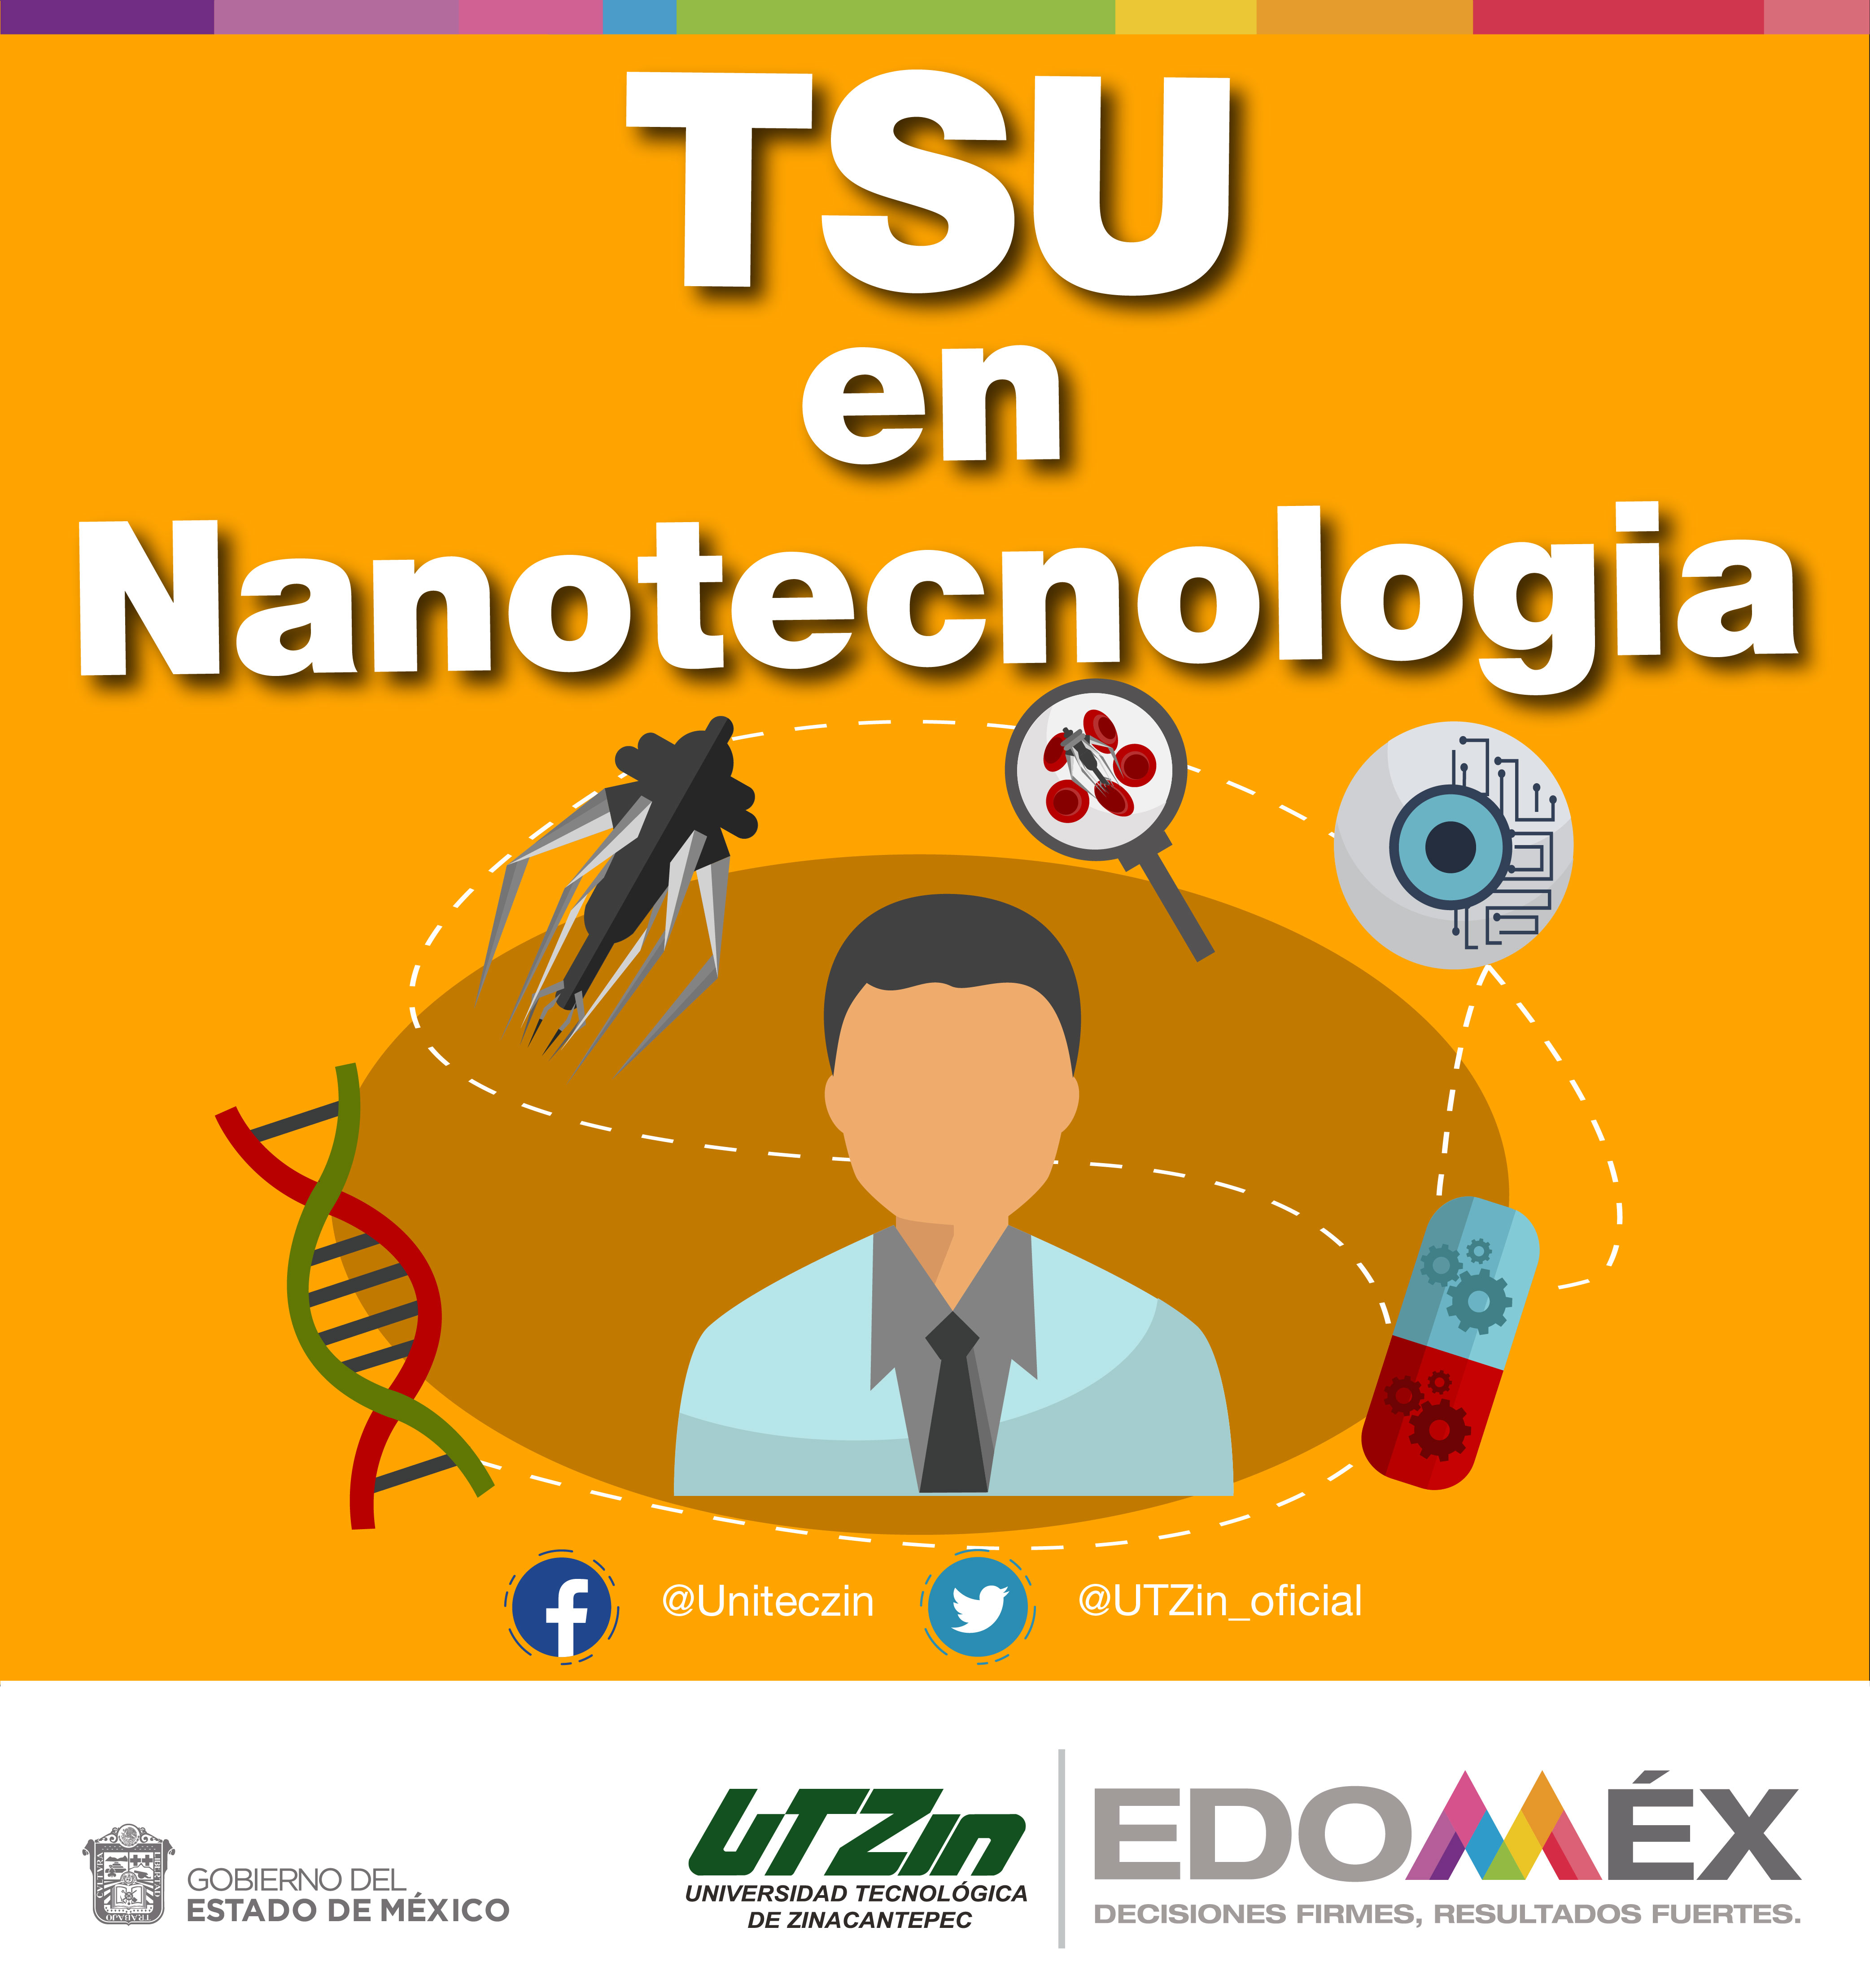 TSU
en
Nanotecnologia
@Uniteczin
@UTZin_oficial
GOBIERNO DEL
ESTADO DE MÉXICO
UTZin
UNIVERSIDAD TECNOLÓGICA
DE ZINACANTEPEC
EDOMÉX
DECISIONES FIRMES, RESULTADOS FUERTES.